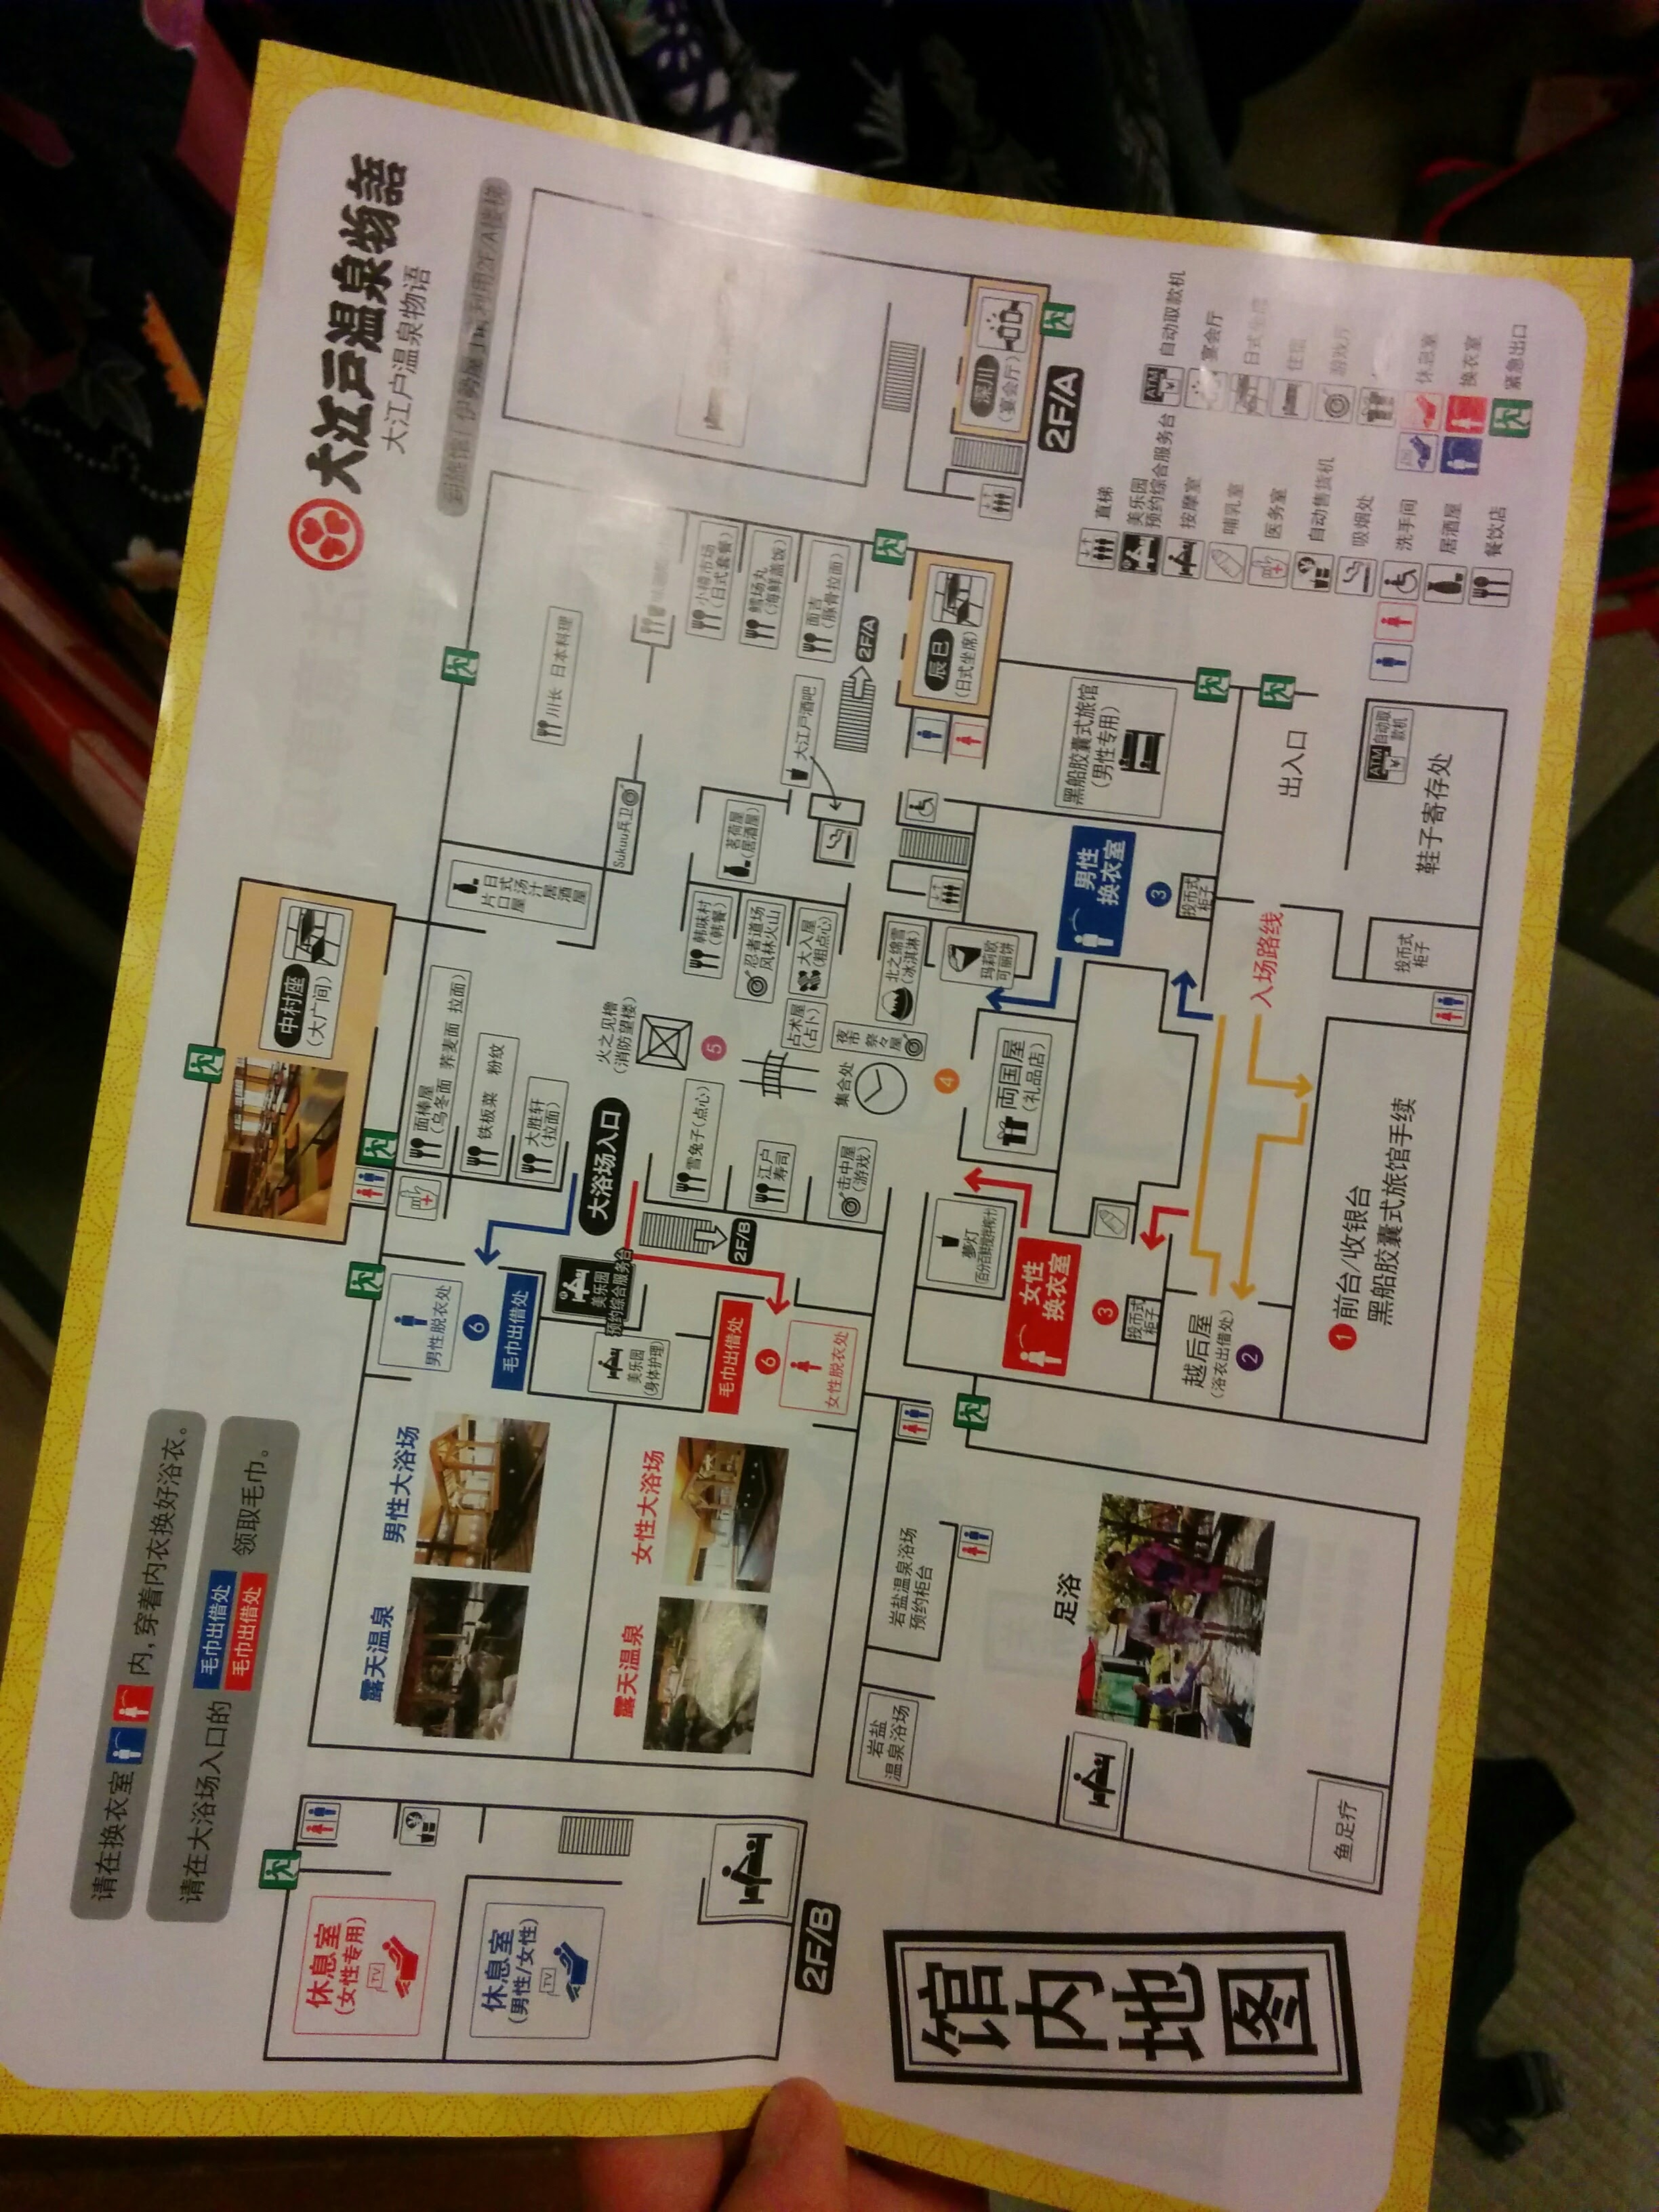 大江戸温泉物語
大江户温泉物语
请在换衣室
内，穿着内衣换好浴衣。
请在大浴场入口的
毛巾出借处
毛巾出借处
领取毛巾。
馆内地图
休息室
(女性专用)
TV
休息室
(男性/女性)
TV
2F/B
露天温泉
男性大浴场
露天温泉
女性大浴场
男性脱衣处
6
毛巾出借处
美乐园
预约综合服务台
美乐园
(身体护理)
毛巾出借处
6
女性脱衣处
2F/B
大浴场入口
中村座
(大广间)
面棒屋
(乌冬面 荞麦面 拉面)
铁板菜 粉纹
大胜轩
(拉面)
雪兔子(点心)
江户
寿司
击中屋
(游戏)
火之见橹
(消防望楼)
5
集合处
4
占术屋
(占卜)
夜市
祭々屋
韩味村
(韩餐)
忍者道场
风林火山
大入屋
(粗点心)
北之绵雪
(冰淇淋)
玛莉欧
可丽饼
片口屋
日式汤汁居酒屋
Sukuu兵卫
川长 日本料理
茗荷屋
(居酒屋)
大江户酒吧
小樽市场
(日式套餐)
鳕场丸
(海鲜盖饭)
面吉
(豚骨拉面)
2F/A
辰巳
(日式坐席)
深川
(宴会厅)
2F/A
両国屋
(礼品店)
梦灯
女性
换衣室
3
投币式
柜子
男性
换衣室
3
投币式
柜子
黑船胶囊式旅馆
(男性专用)
出入口
入场路线
ATM
自动取
款机
鞋子寄存处
投币式
柜子
越后屋
(浴衣出借处)
2
1
前台/收银台
黑船胶囊式旅馆手续
岩盐温泉浴场
预约柜台
岩盐
温泉浴场
足浴
鱼足疗
直梯
美乐园
预约综合服务台
按摩室
哺乳室
医务室
自动售货机
吸烟处
洗手间
居酒屋
餐饮店
ATM
自动取款机
宴会厅
日式坐席
住宿
游戏厅
休息室
换衣室
紧急出口